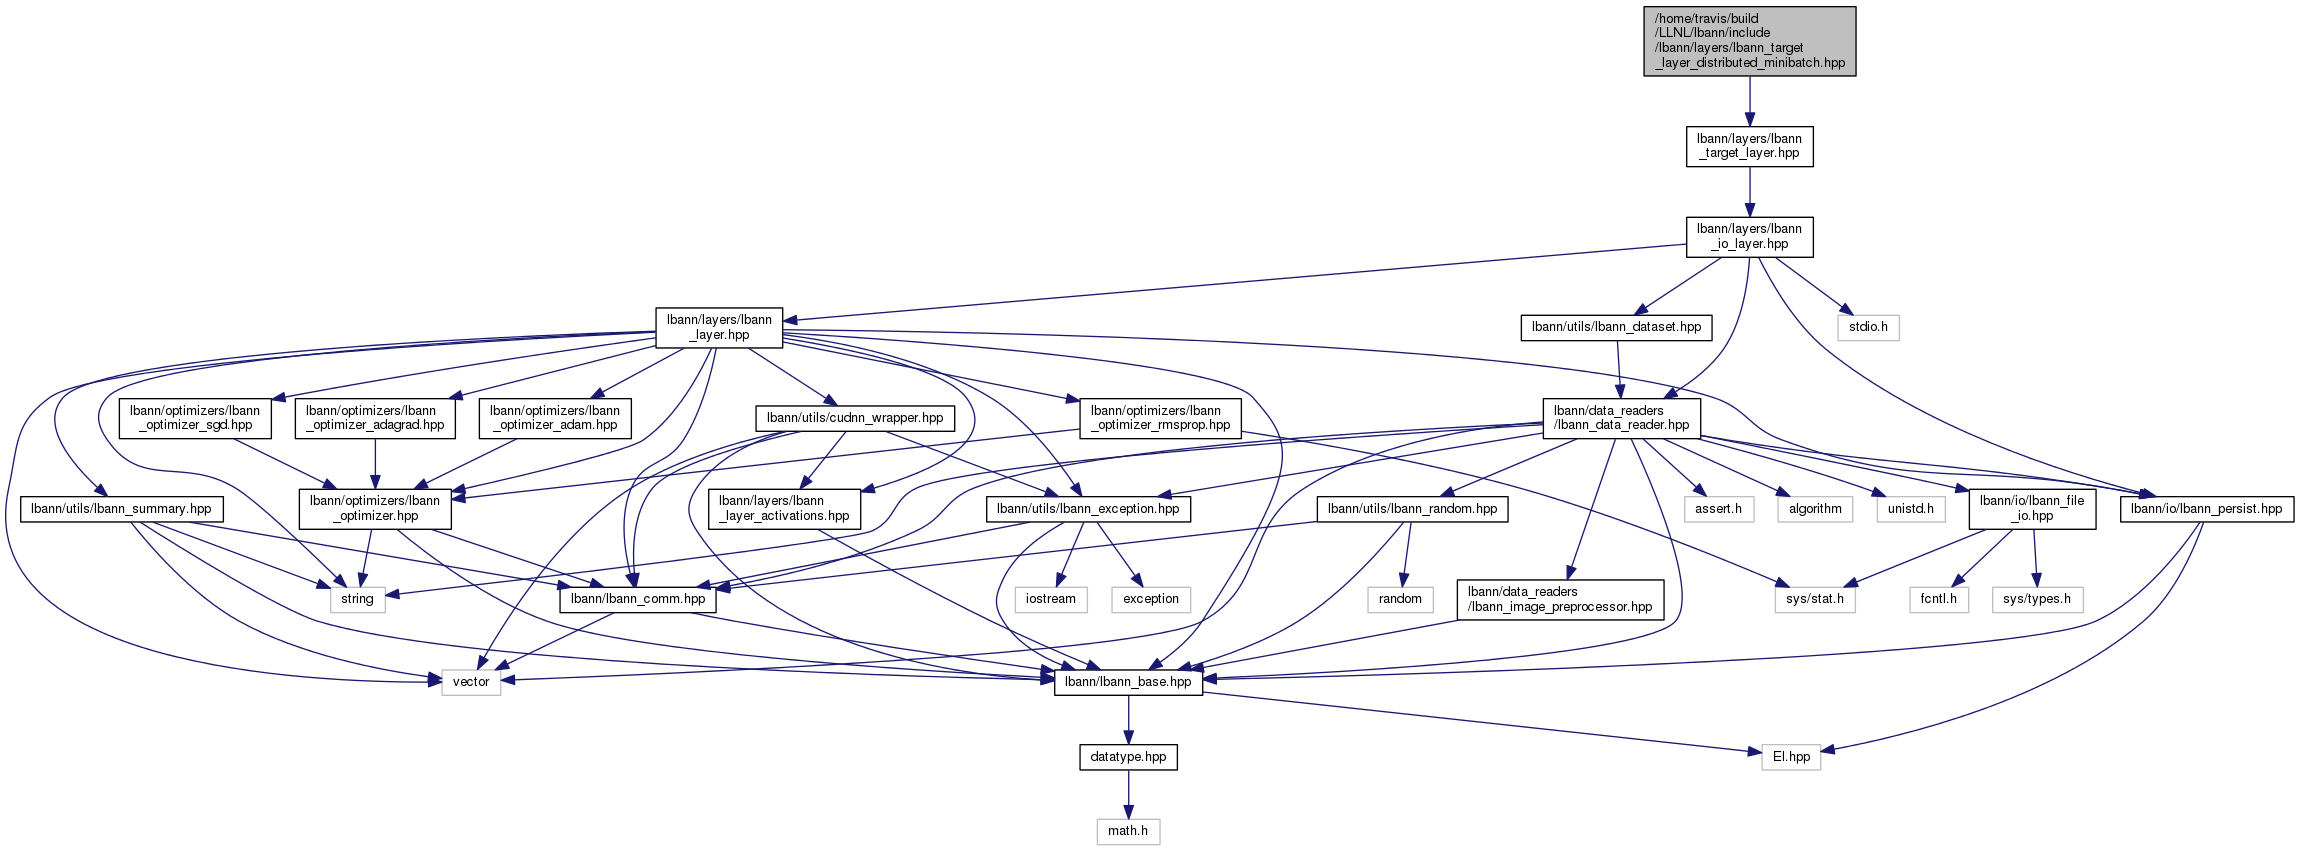 /home/travis/build
/LLNL/lbann/include
/lbann/layers/lbann_target
_layer_distributed_minibatch.hpp
lbann/layers/lbann
_target_layer.hpp
lbann/layers/lbann
_io_layer.hpp
lbann/layers/lbann
_layer.hpp
lbann/utils/lbann_dataset.hpp
stdio.h
lbann/optimizers/lbann
_optimizer_sgd.hpp
lbann/optimizers/lbann
_optimizer_adagrad.hpp
lbann/optimizers/lbann
_optimizer_adam.hpp
lbann/utils/cudnn_wrapper.hpp
lbann/optimizers/lbann
_optimizer_rmsprop.hpp
lbann/data_readers
/lbann_data_reader.hpp
lbann/utils/lbann_summary.hpp
lbann/optimizers/lbann
_optimizer.hpp
lbann/layers/lbann
_layer_activations.hpp
lbann/utils/lbann_exception.hpp
lbann/utils/lbann_random.hpp
assert.h
algorithm
unistd.h
lbann/io/lbann_file
_io.hpp
lbann/io/lbann_persist.hpp
string
lbann/lbann_comm.hpp
iostream
exception
random
lbann/data_readers
/lbann_image_preprocessor.hpp
sys/stat.h
fcntl.h
sys/types.h
vector
lbann/lbann_base.hpp
datatype.hpp
El.hpp
math.h